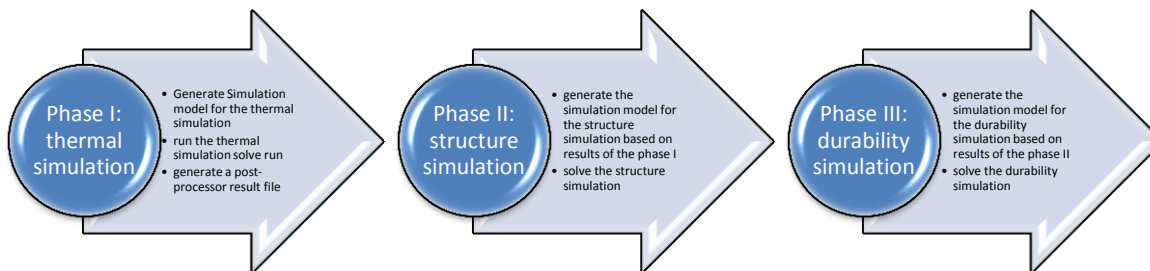 Phase I:
thermal
simulation
• Generate Simulation
model for the thermal
simulation
• run the thermal
simulation solve run
• generate a post-
processor result file
Phase II:
structure
simulation
• generate the
simulation model for
the structure
simulation based on
results of the phase I
• solve the structure
simulation
Phase III:
durability
simulation
• generate the
simulation model for
the durability
simulation based on
results of the phase II
• solve the durability
simulation